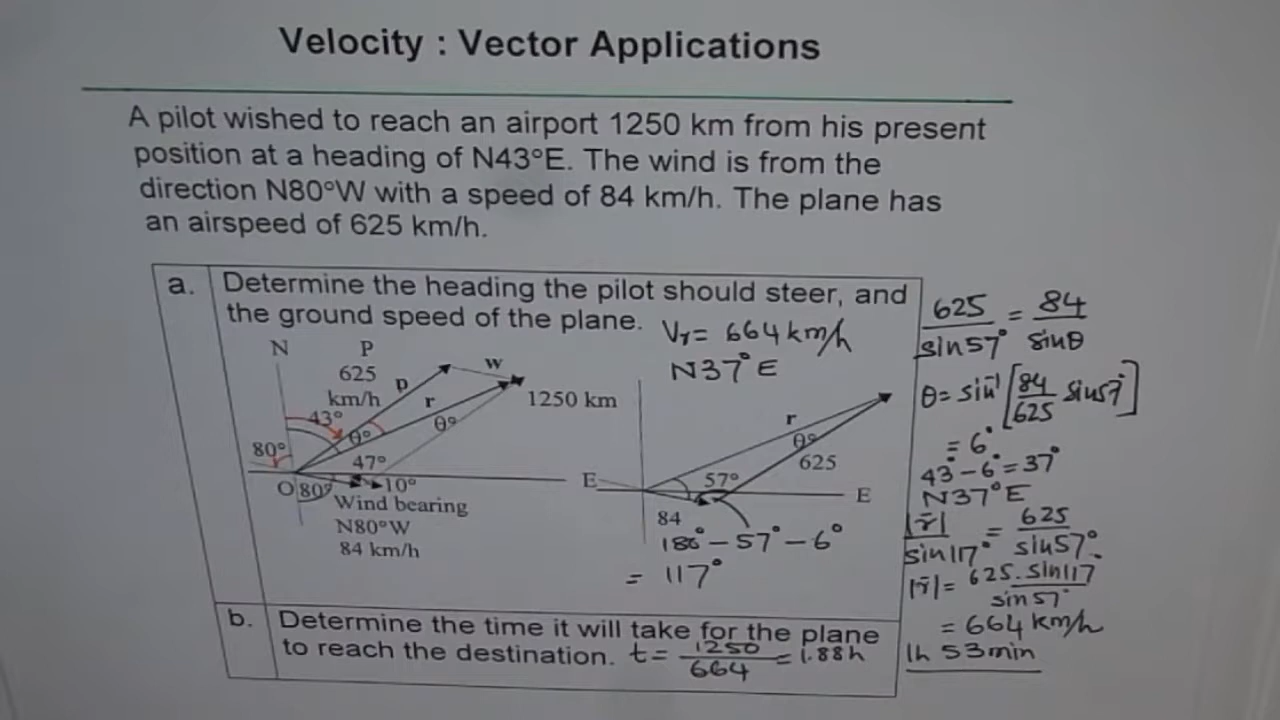 Velocity : Vector Applications
A pilot wished to reach an airport 1250 km from his present
position at a heading of N43°E. The wind is from the
direction N80°W with a speed of 84 km/h. The plane has
an airspeed of 625 km/h.
a. Determine the heading the pilot should steer, and
the ground speed of the plane. Vr = 664 km/h
N37°E
N P
625
km/h
p
w
r
1250 km
43°
θ°
θ°
80°
47°
O 80° 10°
Wind bearing
N80°W
84 km/h
E
r
θ°
625
57°
E
84
180° - 57° - 6°
= 117°
b. Determine the time it will take for the plane
to reach the destination. t = 1250/664 = 1.88h
625/sin57° = 84/sinθ
θ = sin⁻¹[84/625 sin57°]
= 6°
43° - 6° = 37°
N37°E
|r̄|/sin117° = 625/sin57°
|r̄| = 625.sin117°/sin57°
= 664 km/h
1h 53min